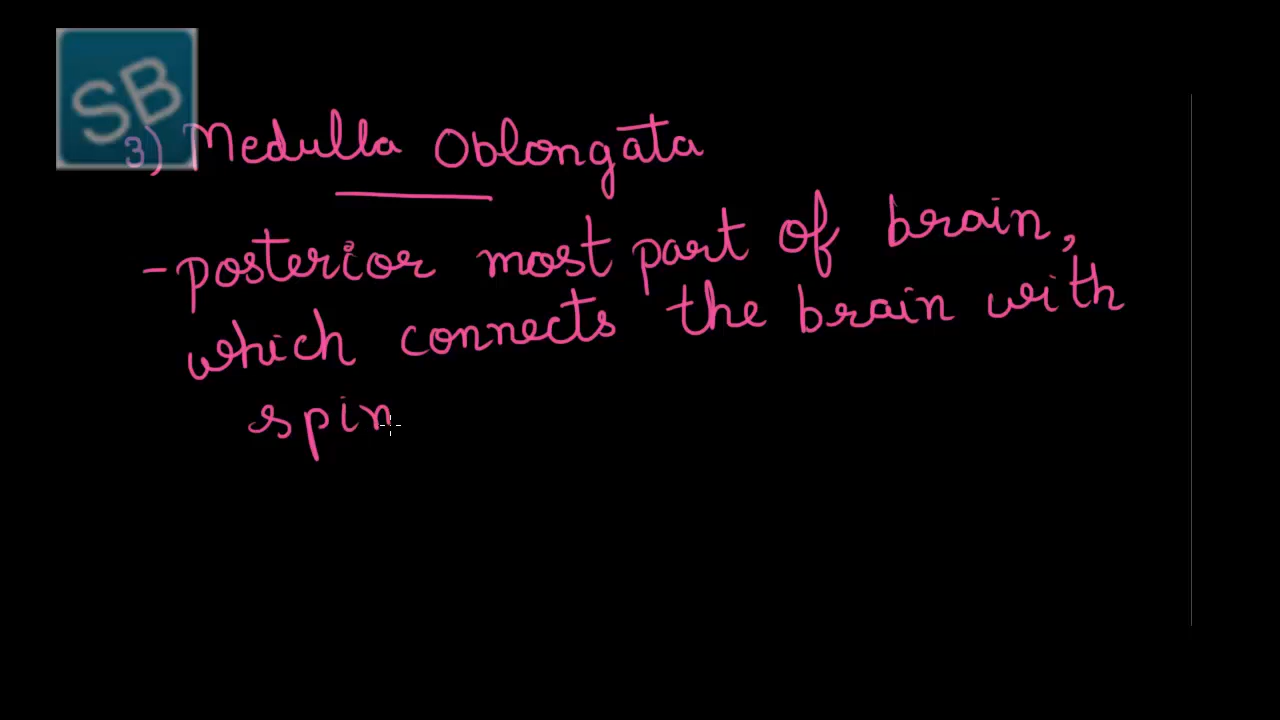 SB
3) Medulla Oblongata
- posterior most part of brain,
which connects the brain with
spin